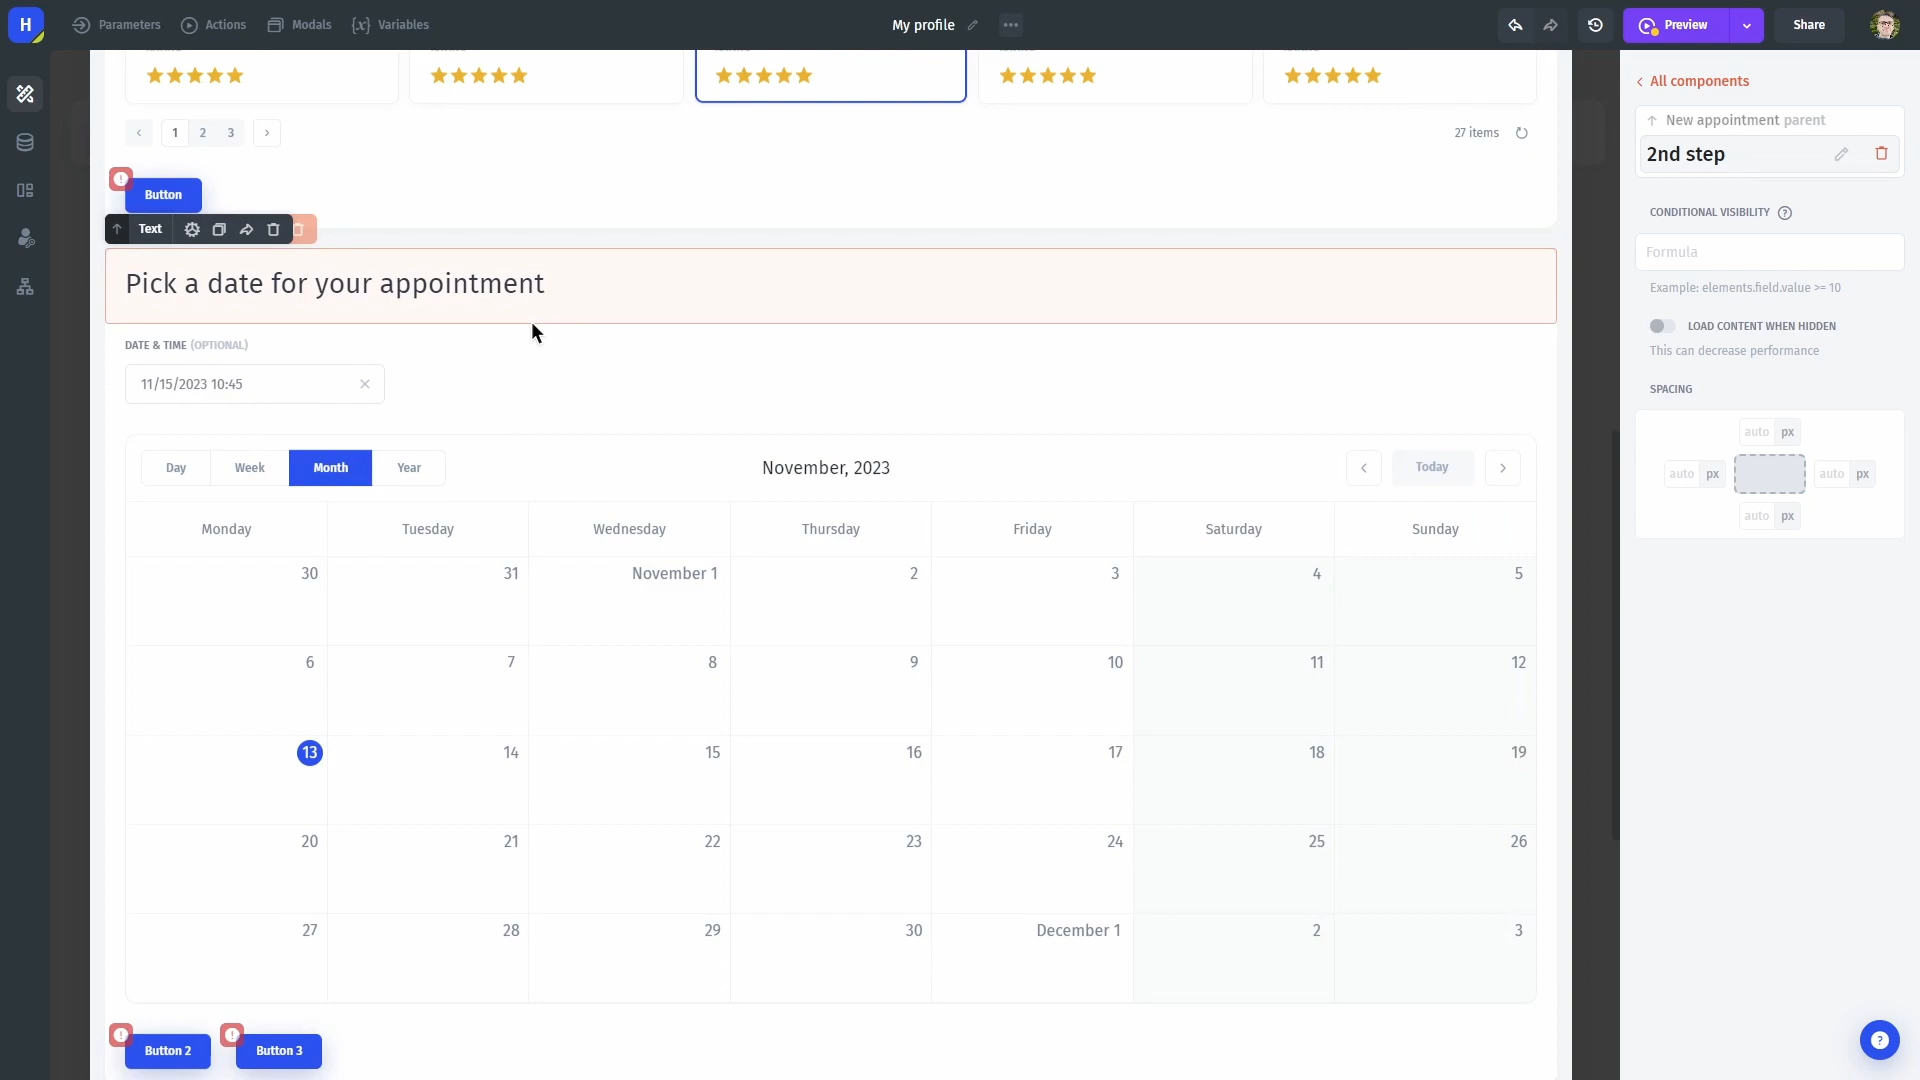 H
Parameters
Actions
Modals
{x} Variables
My profile
Preview
Share
1
2
3
27 items
Button
Text
Pick a date for your appointment
DATE & TIME (OPTIONAL)
11/15/2023 10:45
Day
Week
Month
Year
November, 2023
Today
Monday
Tuesday
Wednesday
Thursday
Friday
Saturday
Sunday
30
31
November 1
2
3
4
5
6
7
8
9
10
11
12
13
14
15
16
17
18
19
20
21
22
23
24
25
26
27
28
29
30
December 1
2
3
Button 2
Button 3
All components
New appointment parent
2nd step
CONDITIONAL VISIBILITY ?
Formula
Example: elements.field.value >= 10
LOAD CONTENT WHEN HIDDEN
This can decrease performance
SPACING
auto px
auto px
auto px
auto px
?